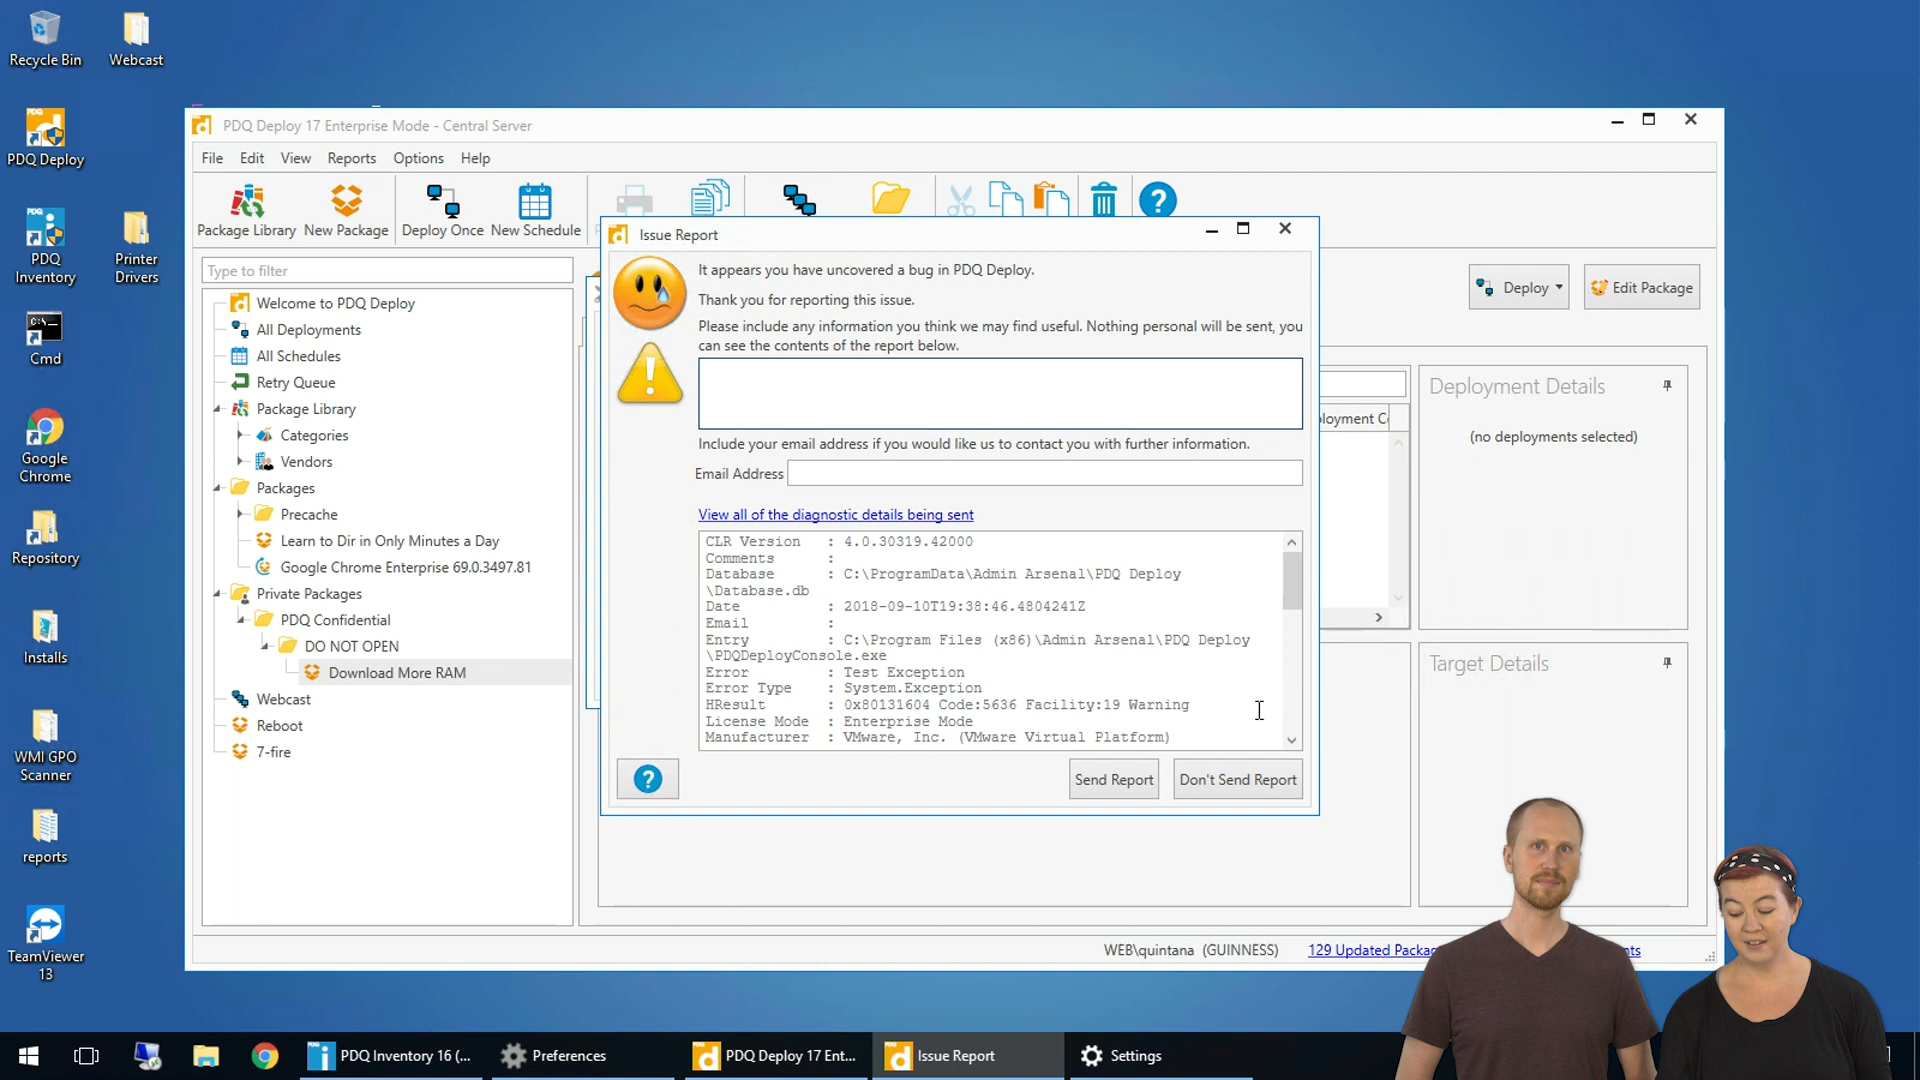 Recycle Bin
Webcast
PDQ Deploy
PDQ Inventory
Printer Drivers
Cmd
Google Chrome
Repository
Installs
WMI GPO Scanner
reports
TeamViewer 13
PDQ Deploy 17 Enterprise Mode - Central Server
File Edit View Reports Options Help
Package Library New Package Deploy Once New Schedule
Type to filter
Welcome to PDQ Deploy
All Deployments
All Schedules
Retry Queue
Package Library
Categories
Vendors
Packages
Precache
Learn to Dir in Only Minutes a Day
Google Chrome Enterprise 69.0.3497.81
Private Packages
PDQ Confidential
DO NOT OPEN
Download More RAM
Webcast
Reboot
7-fire
Issue Report
It appears you have uncovered a bug in PDQ Deploy.
Thank you for reporting this issue.
Please include any information you think we may find useful. Nothing personal will be sent, you
can see the contents of the report below.
Include your email address if you would like us to contact you with further information.
Email Address
View all of the diagnostic details being sent
CLR Version : 4.0.30319.42000
Comments :
Database : C:\ProgramData\Admin Arsenal\PDQ Deploy
\Database.db
Date : 2018-09-10T19:38:46.4804241Z
Email :
Entry : C:\Program Files (x86)\Admin Arsenal\PDQ Deploy
\PDQDeployConsole.exe
Error : Test Exception
Error Type : System.Exception
HResult : 0x80131604 Code:5636 Facility:19 Warning
License Mode : Enterprise Mode
Manufacturer : VMware, Inc. (VMware Virtual Platform)
Send Report Don't Send Report
Deploy Edit Package
Deployment Details
(no deployments selected)
Target Details
WEB\quintana (GUINNESS) 129 Updated
PDQ Inventory 16 (...
Preferences
PDQ Deploy 17 Ent...
Issue Report
Settings